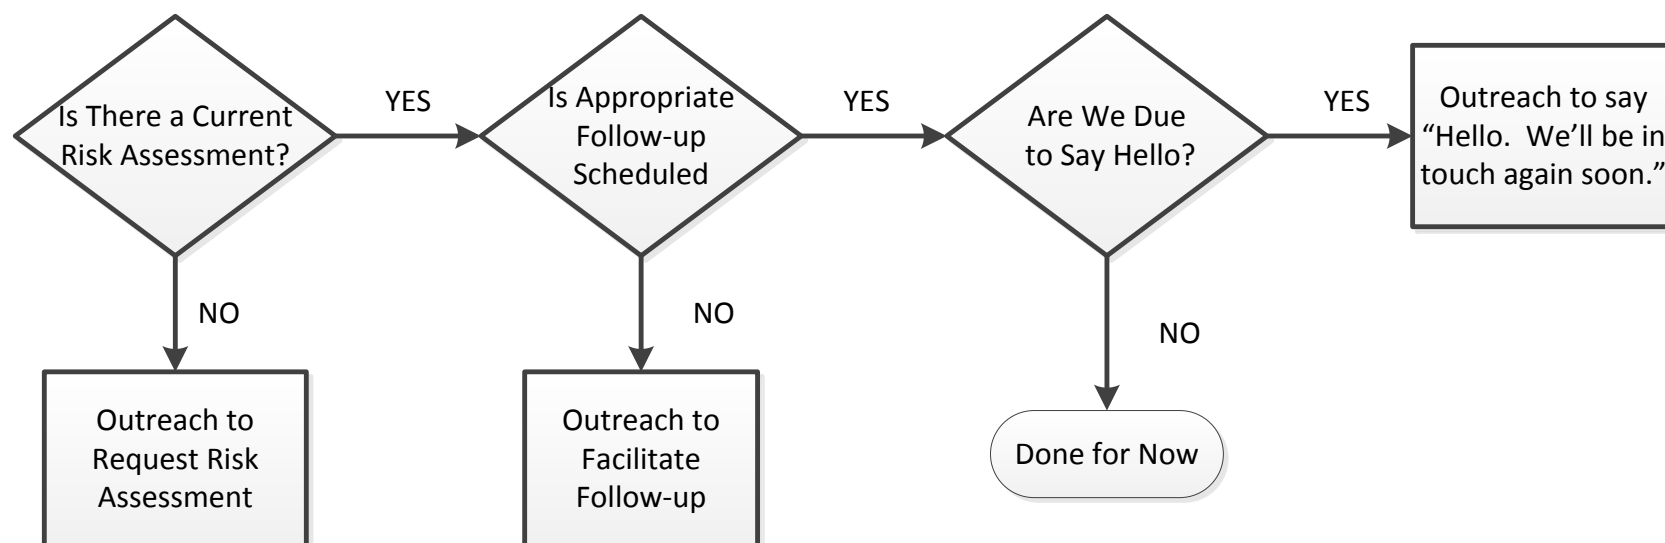 Is There a Current
Risk Assessment?
YES
Is Appropriate
Follow-up
Scheduled
YES
Are We Due
to Say Hello?
YES
Outreach to say
“Hello.  We’ll be in
touch again soon.”
NO
NO
NO
Outreach to
Request Risk
Assessment
Outreach to
Facilitate
Follow-up
Done for Now